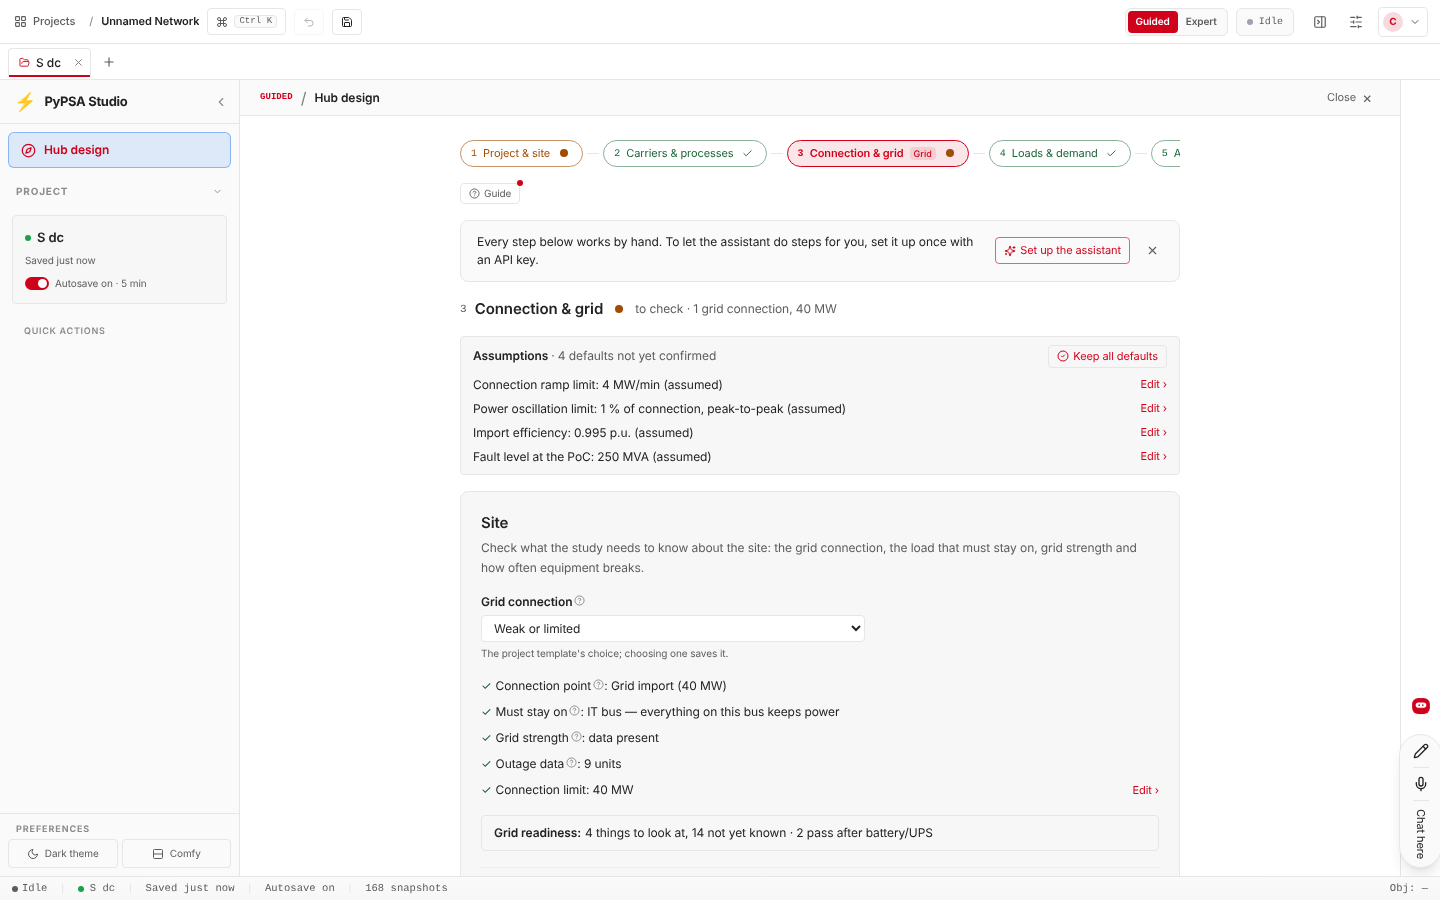 Projects / Unnamed Network Ctrl K Guided Expert Idle C
S dc
PyPSA Studio
GUIDED / Hub design Close
Hub design
1 Project & site 2 Carriers & processes 3 Connection & grid Grid 4 Loads & demand 5 A
PROJECT
Guide
S dc
Saved just now
Autosave on · 5 min
QUICK ACTIONS
Every step below works by hand. To let the assistant do steps for you, set it up once with
an API key.
Set up the assistant
3 Connection & grid to check · 1 grid connection, 40 MW
Assumptions · 4 defaults not yet confirmed Keep all defaults
Connection ramp limit: 4 MW/min (assumed) Edit ›
Power oscillation limit: 1 % of connection, peak-to-peak (assumed) Edit ›
Import efficiency: 0.995 p.u. (assumed) Edit ›
Fault level at the PoC: 250 MVA (assumed) Edit ›
Site
Check what the study needs to know about the site: the grid connection, the load that must stay on, grid strength and
how often equipment breaks.
Grid connection
Weak or limited
The project template's choice; choosing one saves it.
✓ Connection point : Grid import (40 MW)
✓ Must stay on : IT bus — everything on this bus keeps power
✓ Grid strength : data present
✓ Outage data : 9 units
✓ Connection limit: 40 MW Edit ›
Grid readiness: 4 things to look at, 14 not yet known · 2 pass after battery/UPS
Chat here
PREFERENCES
Dark theme Comfy
Idle S dc Saved just now Autosave on 168 snapshots Obj: —